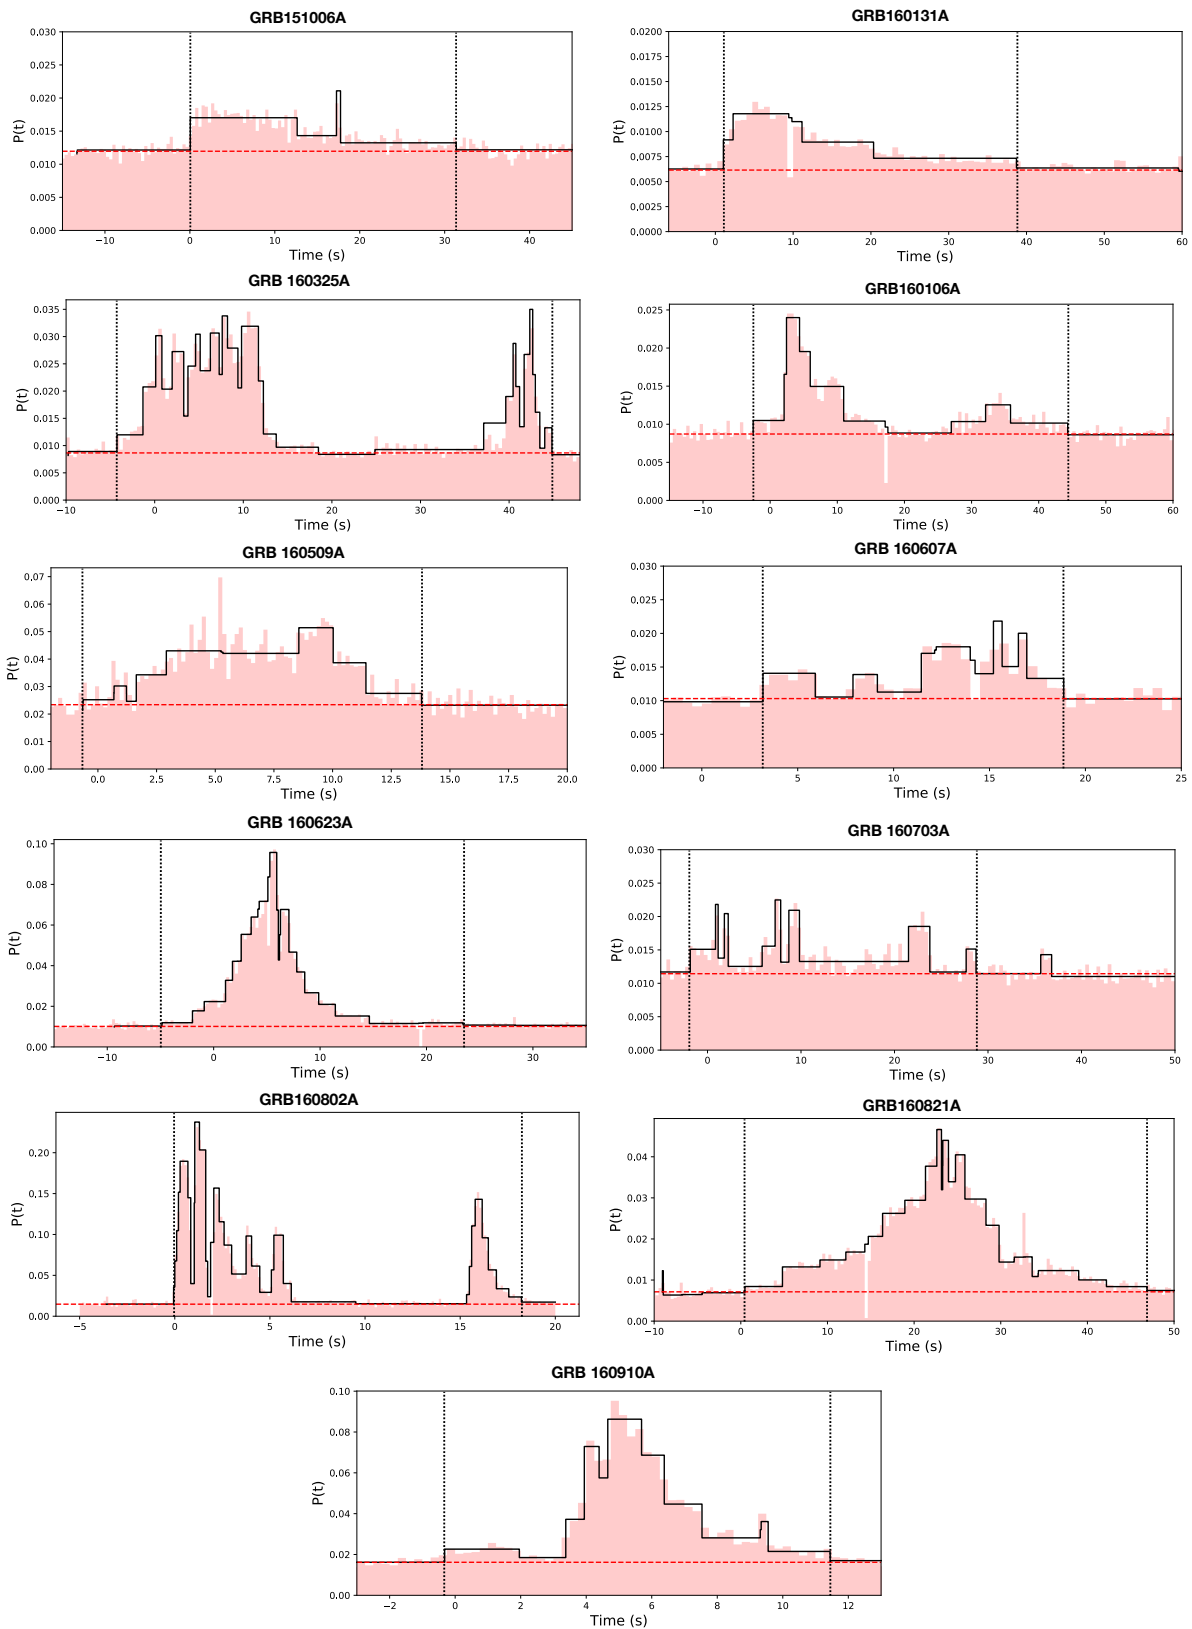 GRB151006A
0.030
0.025
0.020
0.015
0.010
0.005
0.000
P(t)
−10 0 10 20 30 40
Time (s)
GRB160131A
0.0200
0.0175
0.0150
0.0125
0.0100
0.0075
0.0050
0.0025
0.0000
P(t)
0 10 20 30 40 50 60
Time (s)
GRB 160325A
0.035
0.030
0.025
0.020
0.015
0.010
0.005
0.000
P(t)
−10 0 10 20 30 40
Time (s)
GRB160106A
0.025
0.020
0.015
0.010
0.005
0.000
P(t)
−10 0 10 20 30 40 50 60
Time (s)
GRB 160509A
0.07
0.06
0.05
0.04
0.03
0.02
0.01
0.00
P(t)
0.0 2.5 5.0 7.5 10.0 12.5 15.0 17.5 20.0
Time (s)
GRB 160607A
0.030
0.025
0.020
0.015
0.010
0.005
0.000
P(t)
0 5 10 15 20 25
Time (s)
GRB 160623A
0.10
0.08
0.06
0.04
0.02
0.00
P(t)
−10 0 10 20 30
Time (s)
GRB 160703A
0.030
0.025
0.020
0.015
0.010
0.005
0.000
P(t)
0 10 20 30 40 50
Time (s)
GRB160802A
0.20
0.15
0.10
0.05
0.00
P(t)
−5 0 5 10 15 20
Time (s)
GRB160821A
0.04
0.03
0.02
0.01
0.00
P(t)
−10 0 10 20 30 40 50
Time (s)
GRB 160910A
0.10
0.08
0.06
0.04
0.02
0.00
P(t)
−2 0 2 4 6 8 10 12
Time (s)